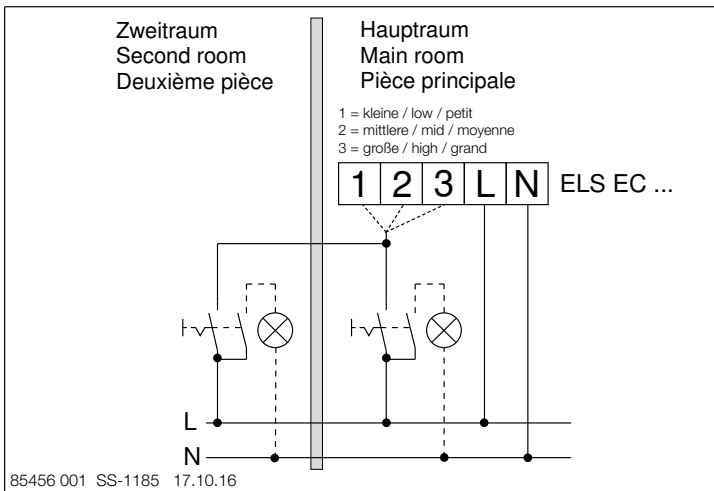 Zweitraum
Second room
Deuxième pièce
Hauptraum
Main room
Pièce principale
1 = kleine / low / petit
2 = mittlere / mid / moyenne
3 = große / high / grand
1 2 3 L N ELS EC ...
L
N
85456 001 SS-1185 17.10.16